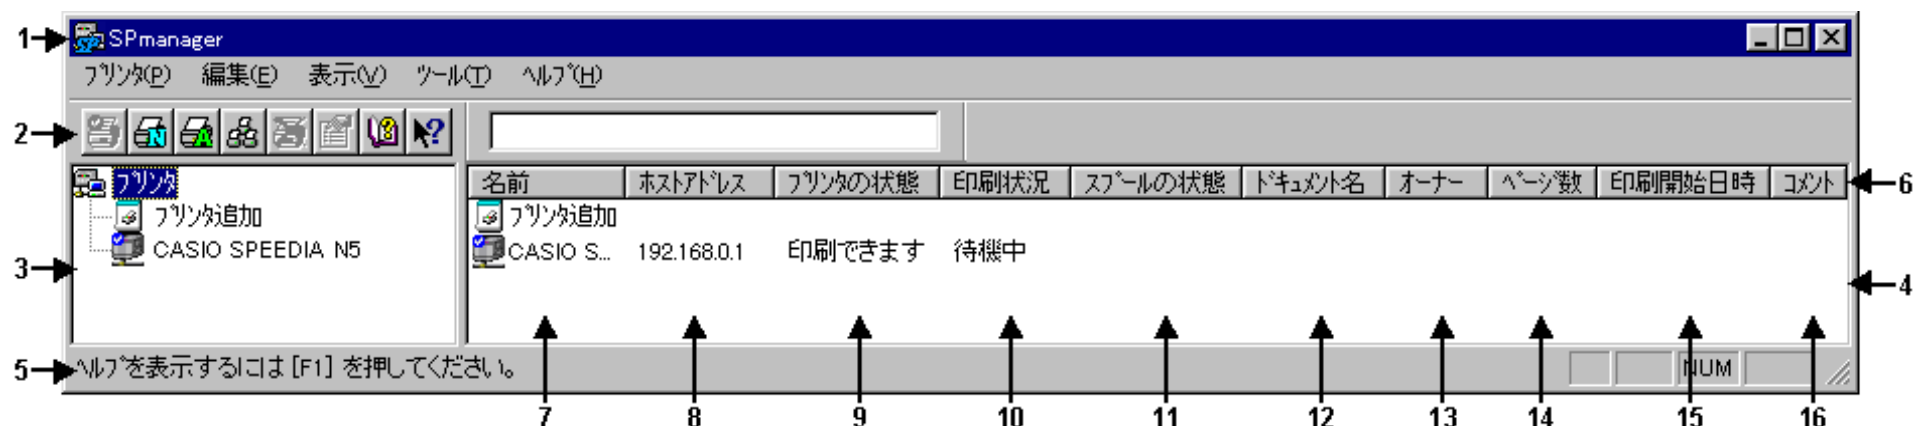 1 SPmanager
ﾌﾟﾘﾝﾀ(P) 編集(E) 表示(V) ﾂｰﾙ(T) ﾍﾙﾌﾟ(H)
2
ﾌﾟﾘﾝﾀ
ﾌﾟﾘﾝﾀ追加
CASIO SPEEDIA N5
3
名前 ﾎｽﾄｱﾄﾞﾚｽ ﾌﾟﾘﾝﾀの状態 印刷状況 ｽﾌﾟｰﾙの状態 ﾄﾞｷｭﾒﾝﾄ名 ｵｰﾅｰ ﾍﾟｰｼﾞ数 印刷開始日時 ｺﾒﾝﾄ 6
ﾌﾟﾘﾝﾀ追加
CASIO S... 192.168.0.1 印刷できます 待機中
4
5 ﾍﾙﾌﾟを表示するには [F1] を押してください。 NUM
7 8 9 10 11 12 13 14 15 16